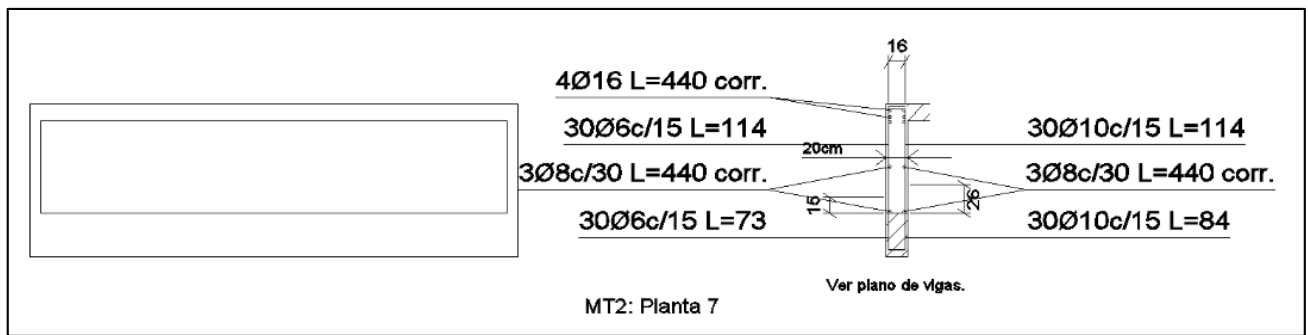 16
4Ø16 L=440 corr.
30Ø6c/15 L=114
30Ø10c/15 L=114
20cm
3Ø8c/30 L=440 corr.
3Ø8c/30 L=440 corr.
15
26
30Ø6c/15 L=73
30Ø10c/15 L=84
Ver plano de vigas.
MT2: Planta 7